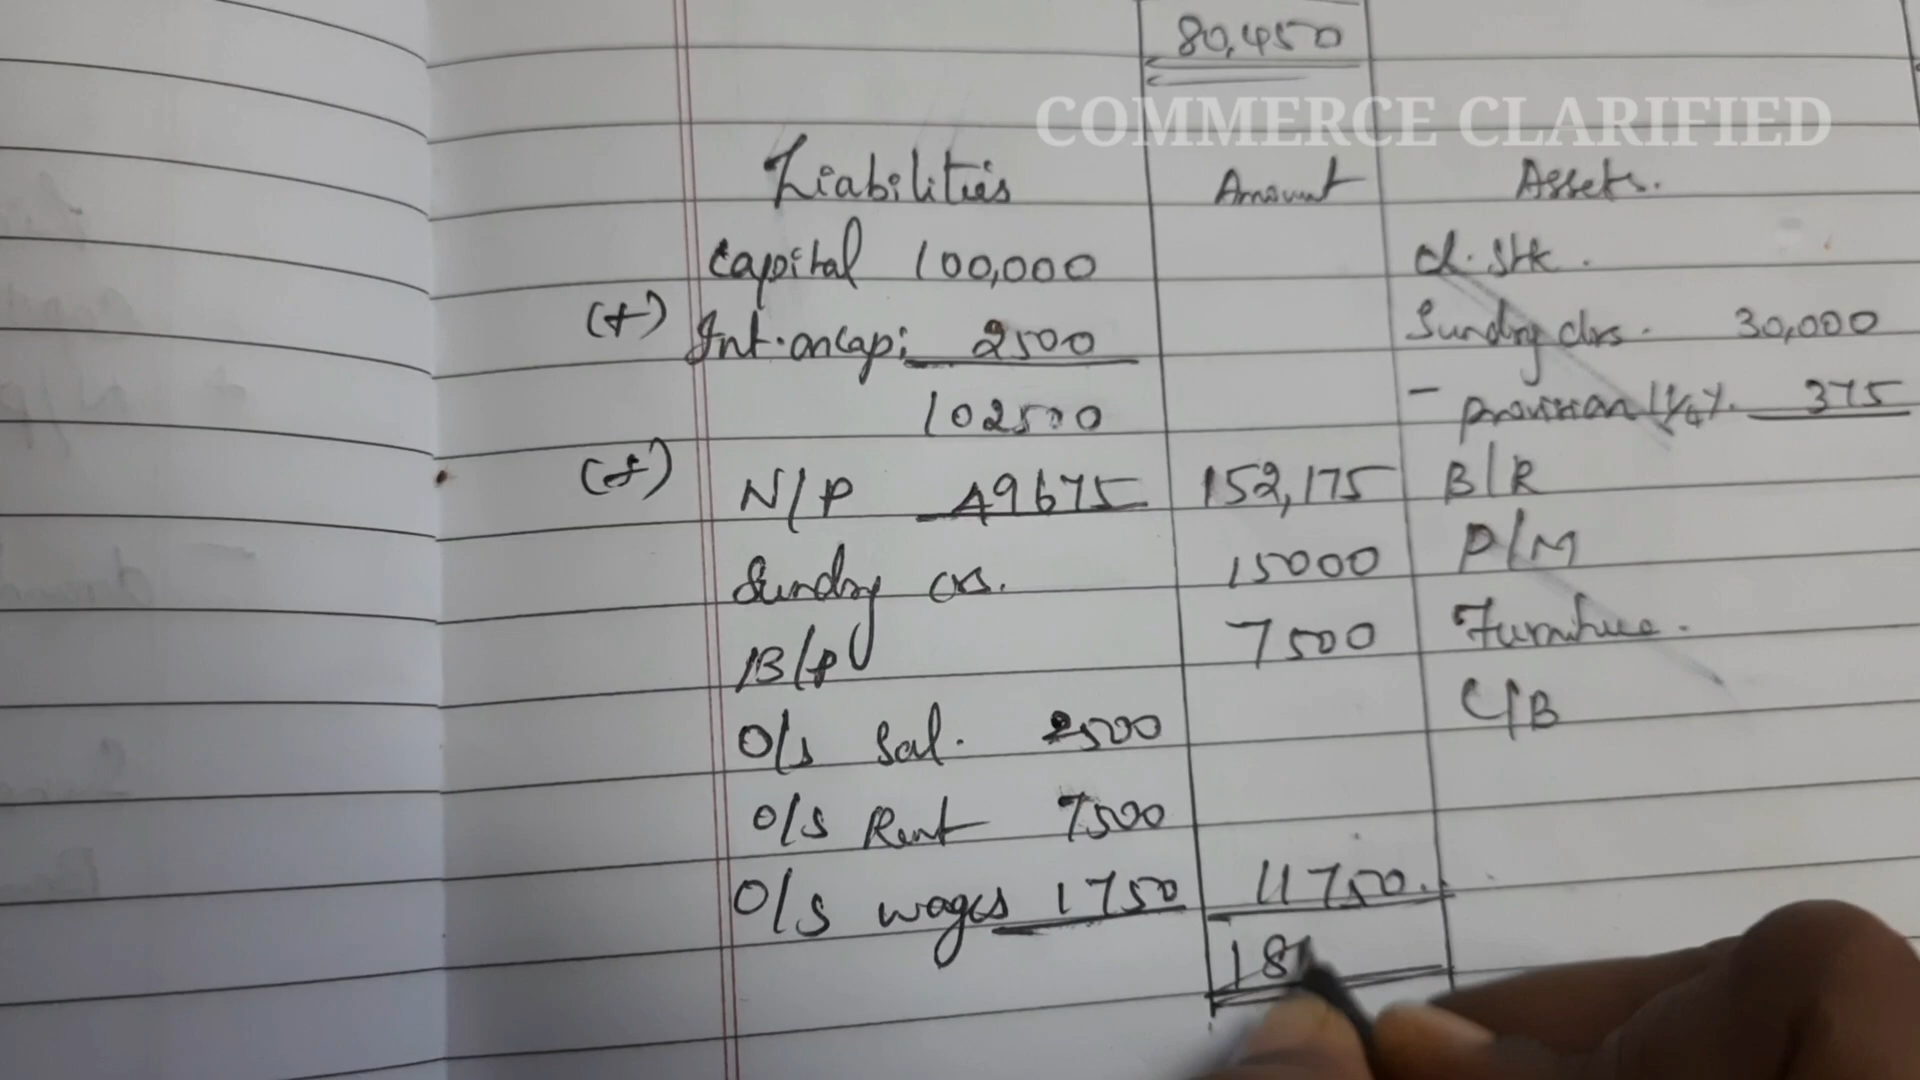 80,450
COMMERCE CLARIFIED
Liabilities Amount Assets.
Capital 100,000 cl. stk.
(+) Int. on cap: 2500 Sundry drs. 30,000
102500 - provision 1¼%. 375
(+) N/P 49675 152,175 B/R
Sundry crs. 15000 P/M
B/P 7500 Furniture.
O/s Sal. 2500 C/B
O/s Rent 7500
O/s wages 1750 11750.
18